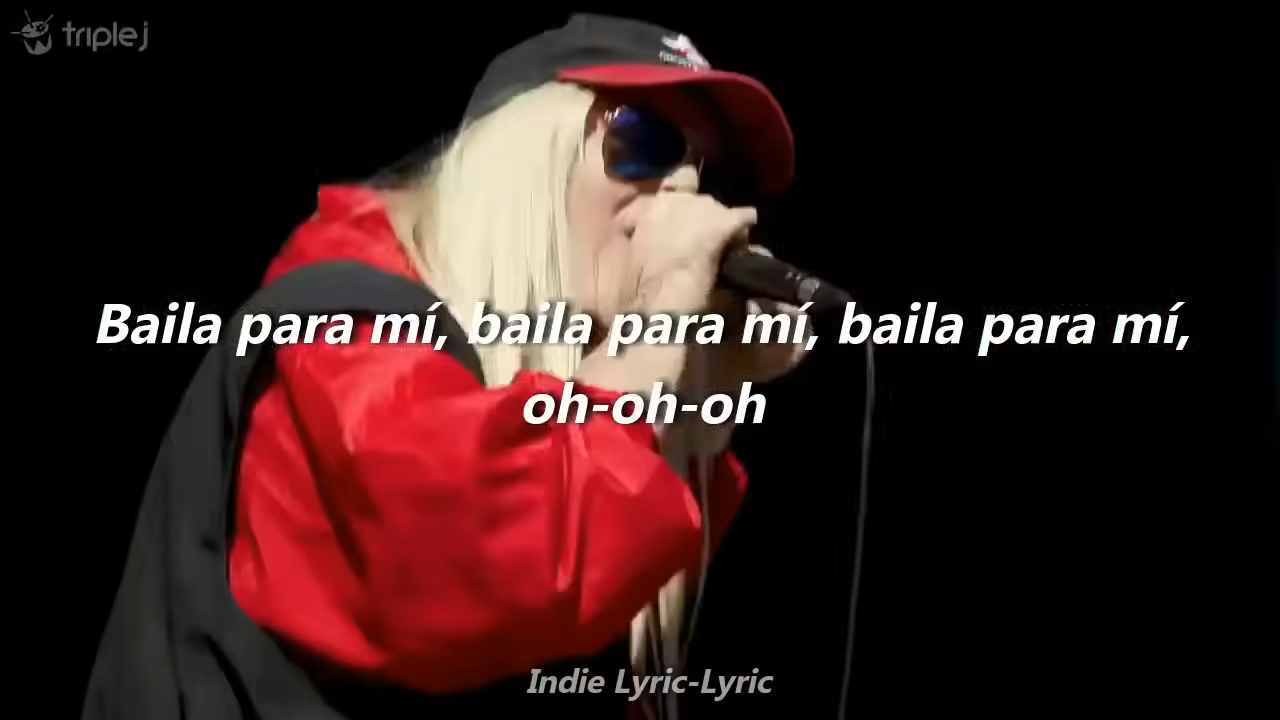 triple j
Baila para mí, baila para mí, baila para mí,
oh-oh-oh
Indie Lyric-Lyric